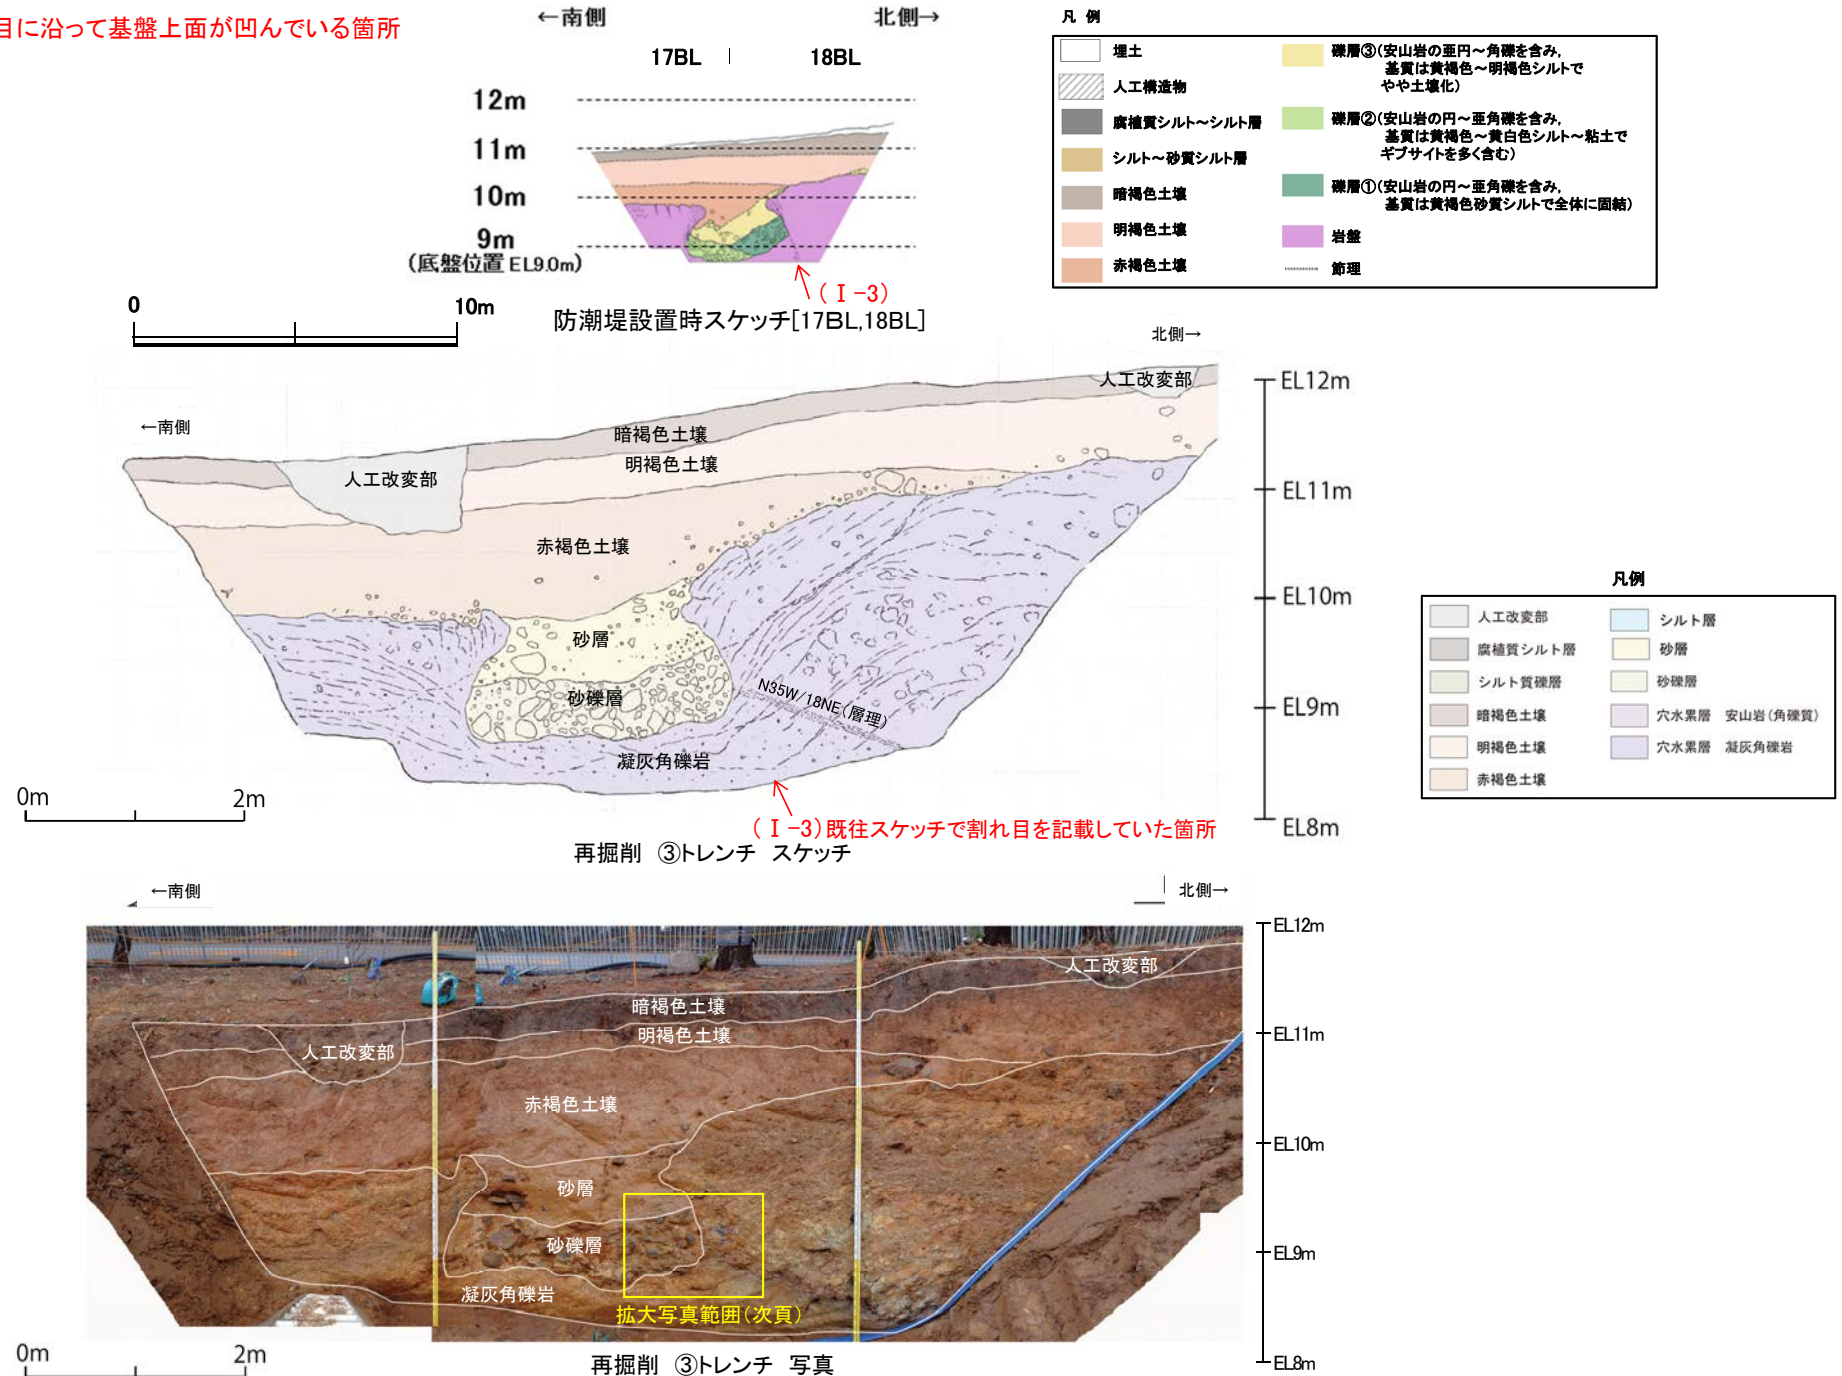 目に沿って基盤上面が凹んでいる箇所
←南側 北側→
17BL 18BL
12m
11m
10m
9m
(底盤位置 EL9.0m)
(Ⅰ-3)
防潮堤設置時スケッチ[17BL,18BL]
0 10m
凡 例
埋土
人工構造物
腐植質シルト~シルト層
シルト~砂質シルト層
暗褐色土壌
明褐色土壌
赤褐色土壌
礫層③(安山岩の亜円~角礫を含み,
基質は黄褐色~明褐色シルトで
やや土壌化)
礫層②(安山岩の円~亜角礫を含み,
基質は黄褐色~黄白色シルト~粘土で
ギブサイトを多く含む)
礫層①(安山岩の円~亜角礫を含み,
基質は黄褐色砂質シルトで全体に固結)
岩盤
節理
北側→
←南側
人工改変部
暗褐色土壌
明褐色土壌
人工改変部
赤褐色土壌
砂層
砂礫層
N35W/18NE(層理)
凝灰角礫岩
EL12m
EL11m
EL10m
EL9m
EL8m
0m 2m
(Ⅰ-3)既往スケッチで割れ目を記載していた箇所
再掘削 ③トレンチ スケッチ
凡例
人工改変部
腐植質シルト層
シルト質礫層
暗褐色土壌
明褐色土壌
赤褐色土壌
シルト層
砂層
砂礫層
穴水累層 安山岩(角礫質)
穴水累層 凝灰角礫岩
←南側 北側→
人工改変部
暗褐色土壌
明褐色土壌
人工改変部
赤褐色土壌
砂層
砂礫層
凝灰角礫岩
拡大写真範囲(次頁)
EL12m
EL11m
EL10m
EL9m
EL8m
0m 2m
再掘削 ③トレンチ 写真